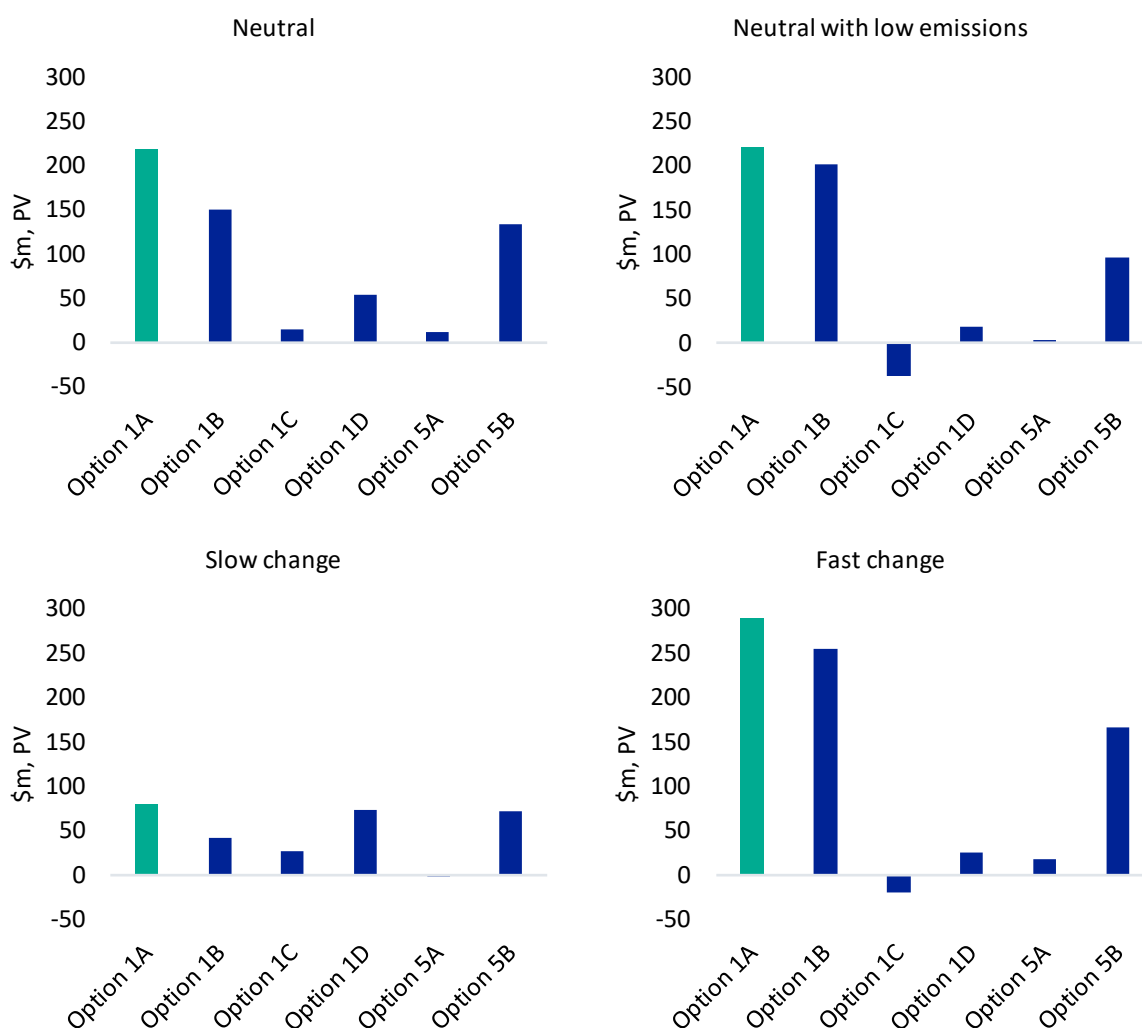 Neutral
300
250
200
150
100
50
0
-50
$m, PV
Option 1A
Option 1B
Option 1C
Option 1D
Option 5A
Option 5B
Neutral with low emissions
300
250
200
150
100
50
0
-50
$m, PV
Option 1A
Option 1B
Option 1C
Option 1D
Option 5A
Option 5B
Slow change
300
250
200
150
100
50
0
-50
$m, PV
Option 1A
Option 1B
Option 1C
Option 1D
Option 5A
Option 5B
Fast change
300
250
200
150
100
50
0
-50
$m, PV
Option 1A
Option 1B
Option 1C
Option 1D
Option 5A
Option 5B